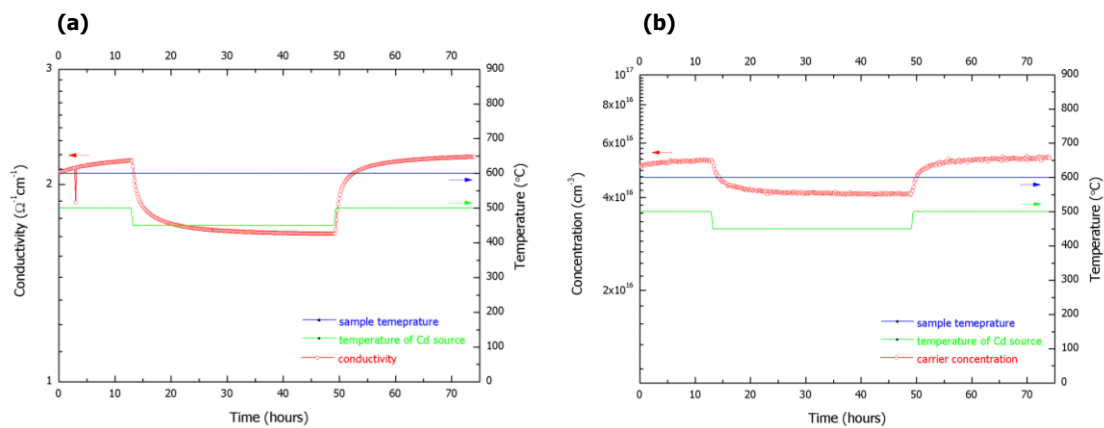 (a)
(b)
0 10 20 30 40 50 60 70
3
2
1
Conductivity (Ω⁻¹cm⁻¹)
900
800
700
600
500
400
300
200
100
0
Temperature (°C)
sample temeprature
temperature of Cd source
conductivity
0 10 20 30 40 50 60 70
Time (hours)
0 10 20 30 40 50 60 70
10¹⁷
8x10¹⁶
6x10¹⁶
4x10¹⁶
2x10¹⁶
Concentration (cm⁻³)
900
800
700
600
500
400
300
200
100
0
Temperature (°C)
sample temeprature
temperature of Cd source
carrier concentration
0 10 20 30 40 50 60 70
Time (hours)